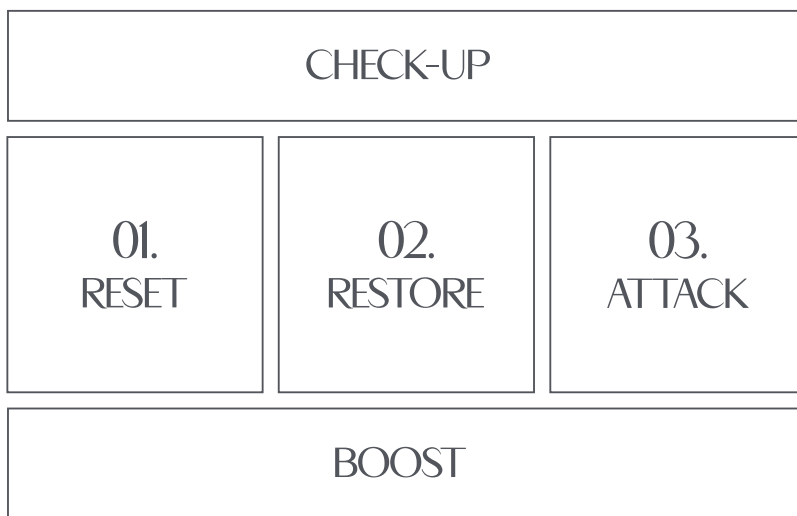 CHECK-UP
01.
RESET
02.
RESTORE
03.
ATTACK
BOOST